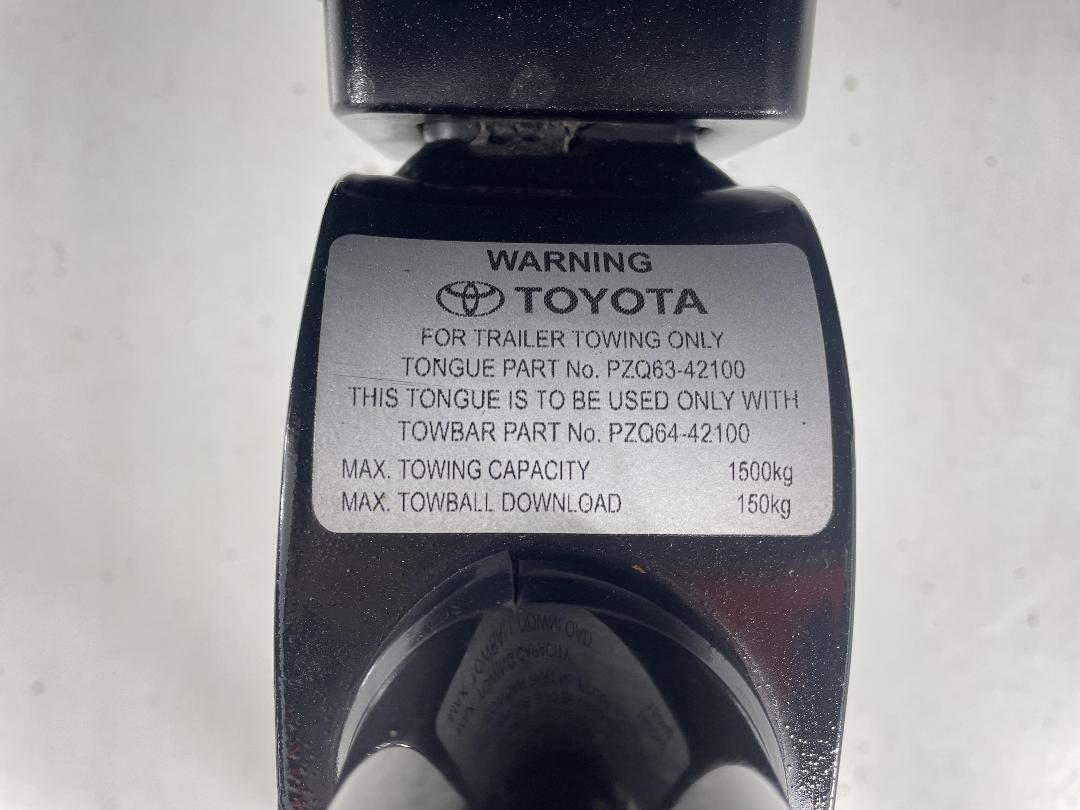 WARNING
TOYOTA
FOR TRAILER TOWING ONLY
TONGUE PART No. PZQ63-42100
THIS TONGUE IS TO BE USED ONLY WITH
TOWBAR PART No. PZQ64-42100
MAX. TOWING CAPACITY 1500kg
MAX. TOWBALL DOWNLOAD 150kg